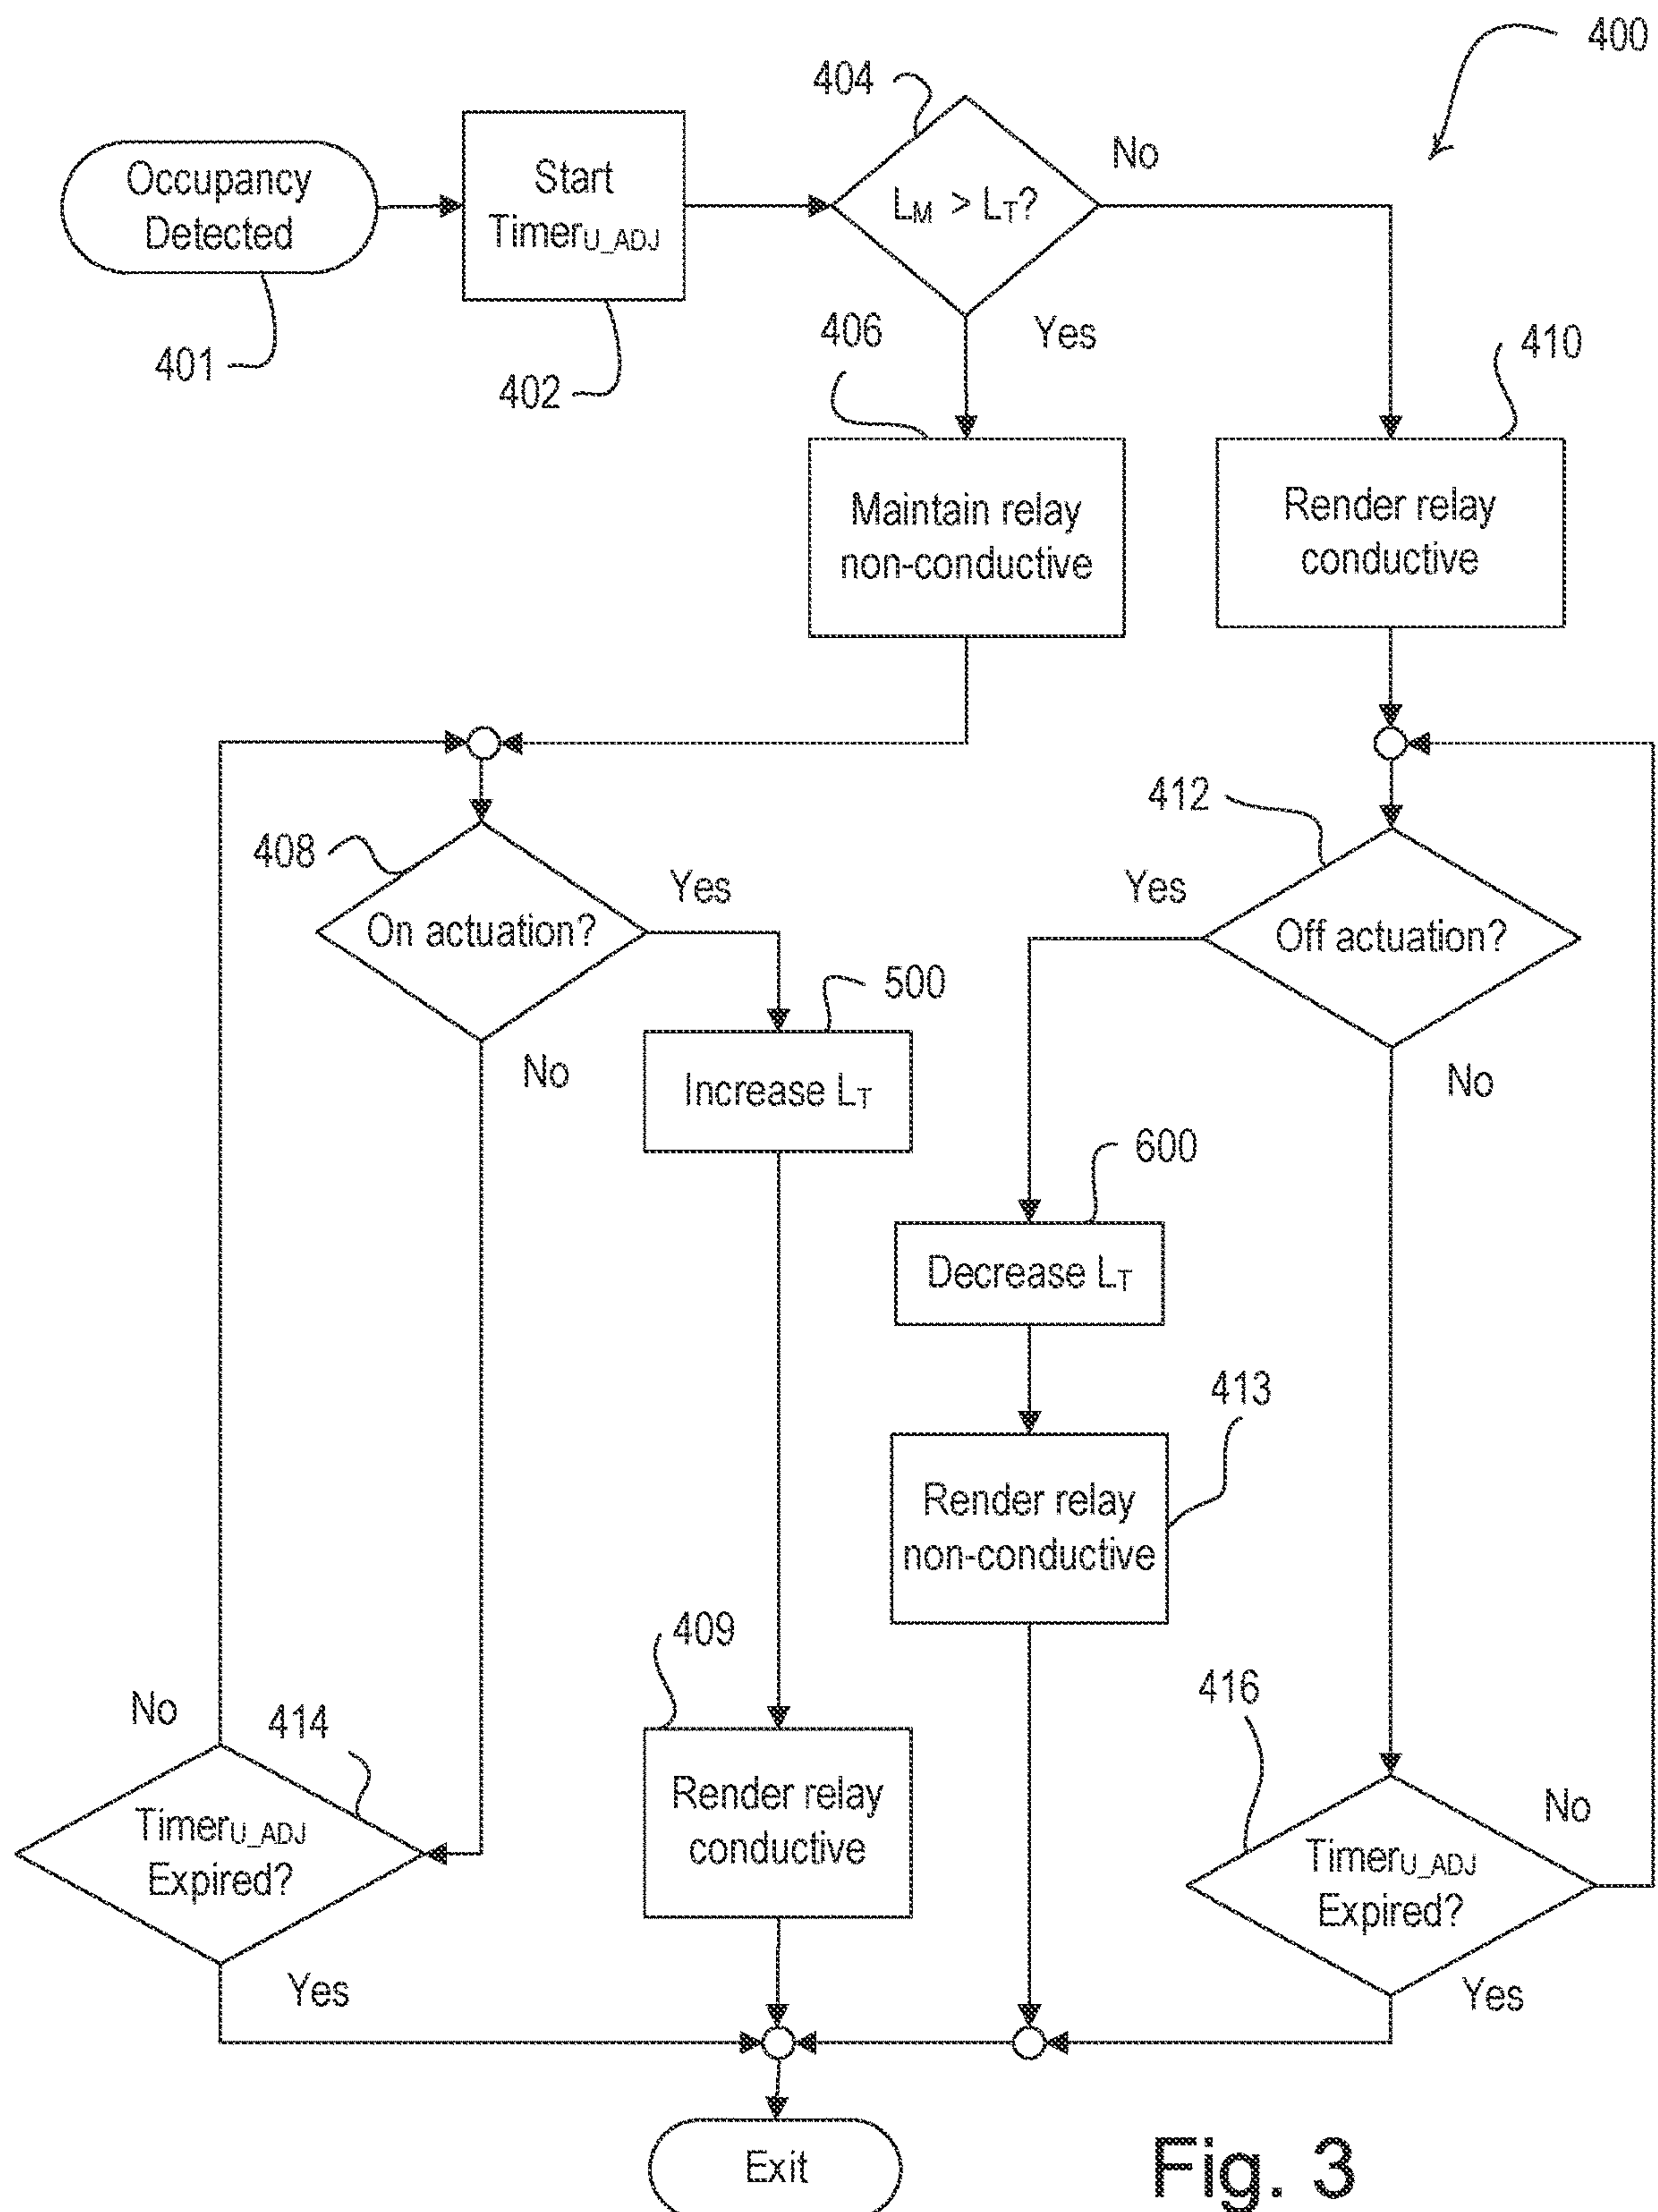 400
404
Occupancy
Detected
Start
TimerU_ADJ
LM > LT?
No
Yes
401
402
406
410
Maintain relay
non-conductive
Render relay
conductive
408
On actuation?
Yes
No
412
Off actuation?
Yes
No
500
Increase LT
600
Decrease LT
413
Render relay
non-conductive
409
Render relay
conductive
No
414
TimerU_ADJ
Expired?
Yes
416
TimerU_ADJ
Expired?
No
Yes
Exit
Fig. 3